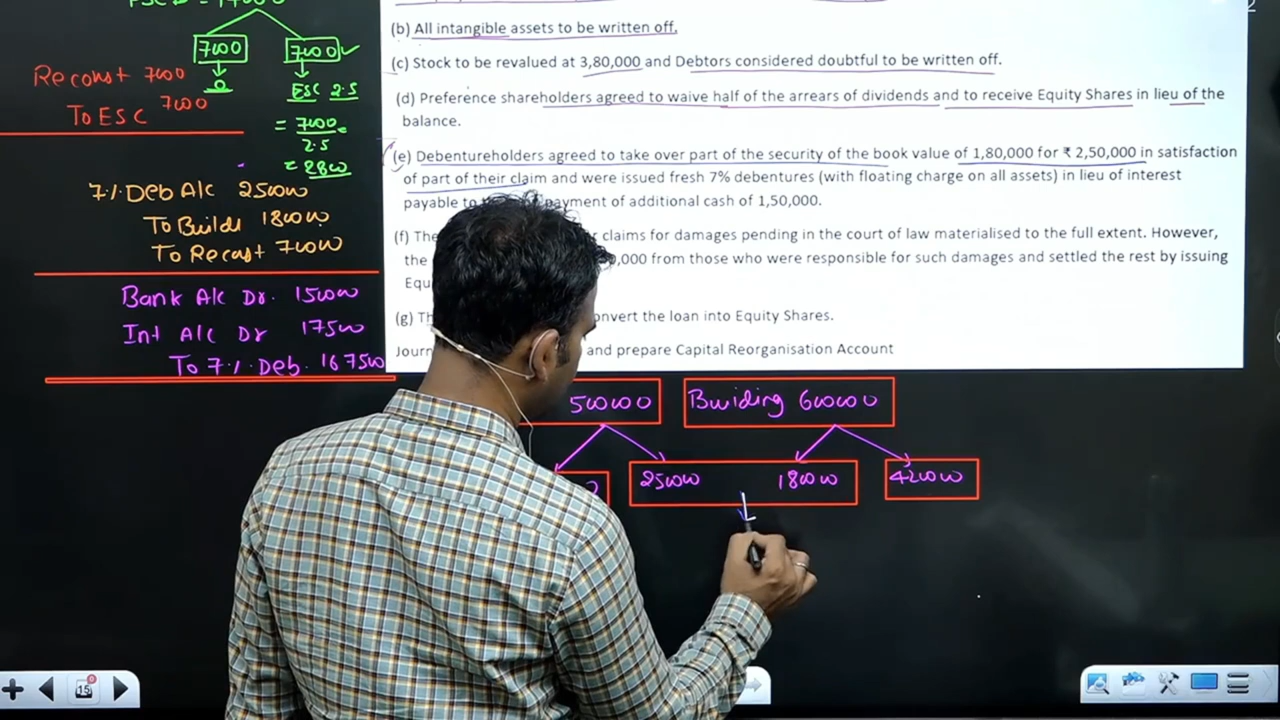 7000 7000
Reconst 7000
To ESC 7000
ESC 2.5
= 7000
2.5
= 2800
7% Deb A/c 250000
To Builds 180000
To Recast 70000
Bank A/c Dr. 150000
Int A/c Dr 17500
To 7% Deb. 167500
(b) All intangible assets to be written off.
(c) Stock to be revalued at 3,80,000 and Debtors considered doubtful to be written off.
(d) Preference shareholders agreed to waive half of the arrears of dividends and to receive Equity Shares in lieu of the
balance.
(e) Debentureholders agreed to take over part of the security of the book value of 1,80,000 for ₹ 2,50,000 in satisfaction
of part of their claim and were issued fresh 7% debentures (with floating charge on all assets) in lieu of interest
payable to payment of additional cash of 1,50,000.
(f) The claims for damages pending in the court of law materialised to the full extent. However,
the 0,000 from those who were responsible for such damages and settled the rest by issuing
Equ
(g) Th onvert the loan into Equity Shares.
Journ and prepare Capital Reorganisation Account
500000 Buiding 600000
250000 180000 420000
15